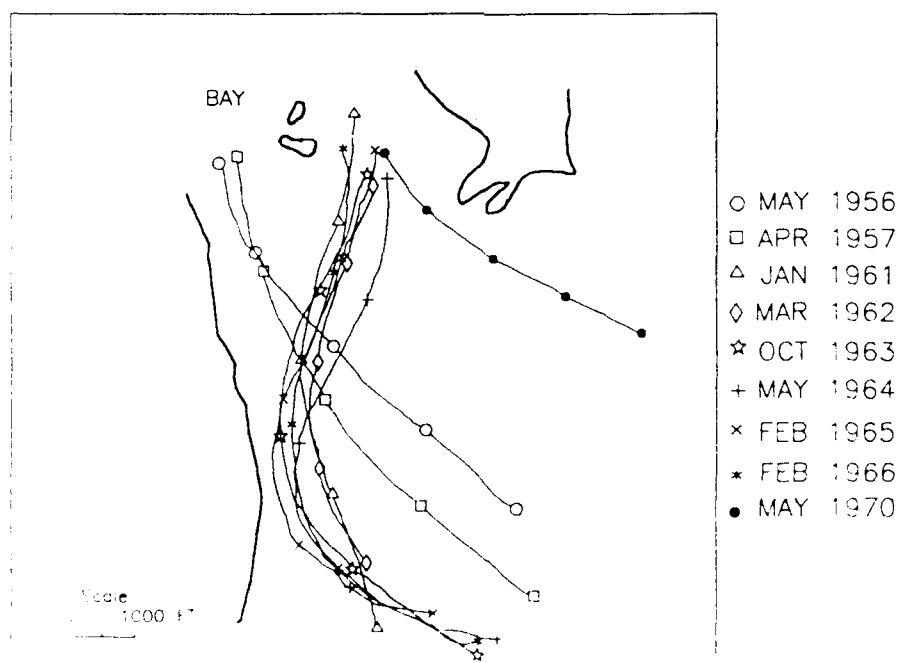 BAY
MAY 1956
APR 1957
JAN 1961
MAR 1962
OCT 1963
MAY 1964
FEB 1965
FEB 1966
MAY 1970
Scale
1000 FT